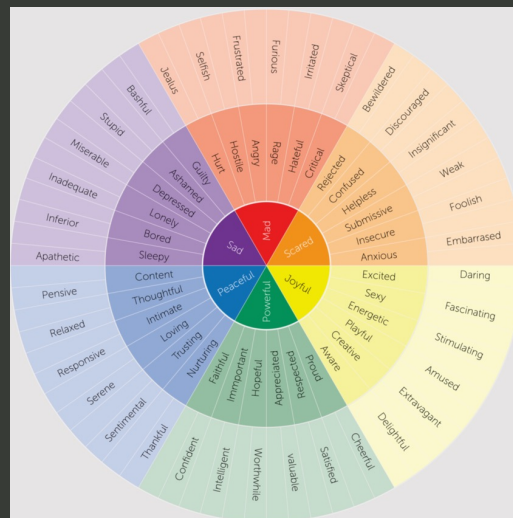 Mad
Scared
Joyful
Powerful
Peaceful
Sad
Hurt
Hostile
Angry
Rage
Hateful
Critical
Rejected
Confused
Helpless
Submissive
Insecure
Anxious
Excited
Sexy
Energetic
Playful
Creative
Aware
Proud
Respected
Appreciated
Hopeful
Immportant
Faithful
Nurturing
Trusting
Loving
Intimate
Thoughtful
Content
Sleepy
Bored
Lonely
Depressed
Ashamed
Guilty
Jealus
Selfish
Frustrated
Furious
Irritated
Skeptical
Bewildered
Discouraged
Insignificant
Weak
Foolish
Embarrased
Daring
Fascinating
Stimulating
Amused
Extravagant
Delightful
Cheerful
Satisfied
valuable
Worthwhile
Intelligent
Confident
Thankful
Sentimental
Serene
Responsive
Relaxed
Pensive
Apathetic
Inferior
Inadequate
Miserable
Stupid
Bashful